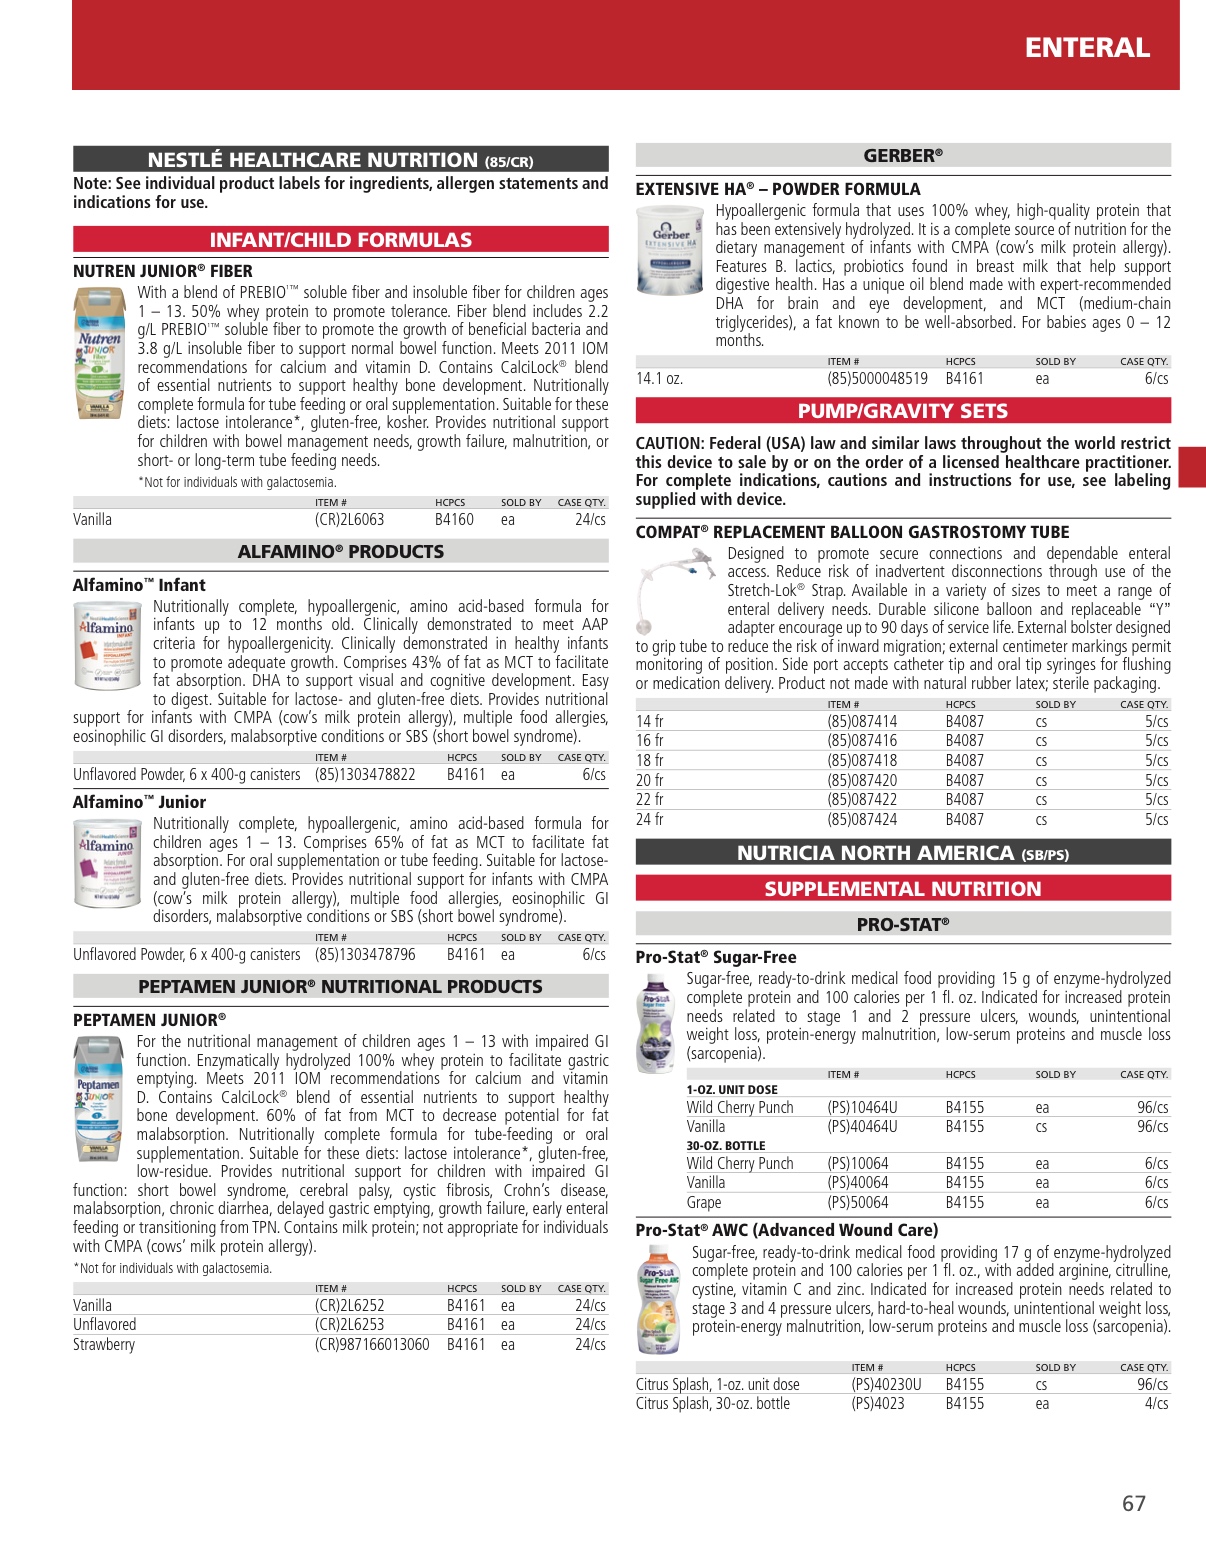 ENTERAL
NESTLÉ HEALTHCARE NUTRITION (85/CR)
Note: See individual product labels for ingredients, allergen statements and
indications for use.
INFANT/CHILD FORMULAS
NUTREN JUNIOR® FIBER
With a blend of PREBIO¹™ soluble fiber and insoluble fiber for children ages
1 – 13. 50% whey protein to promote tolerance. Fiber blend includes 2.2
g/L PREBIO¹™ soluble fiber to promote the growth of beneficial bacteria and
3.8 g/L insoluble fiber to support normal bowel function. Meets 2011 IOM
recommendations for calcium and vitamin D. Contains CalciLock® blend
of essential nutrients to support healthy bone development. Nutritionally
complete formula for tube feeding or oral supplementation. Suitable for these
diets: lactose intolerance*, gluten-free, kosher. Provides nutritional support
for children with bowel management needs, growth failure, malnutrition, or
short- or long-term tube feeding needs.
*Not for individuals with galactosemia.
ITEM # HCPCS SOLD BY CASE QTY.
Vanilla (CR)2L6063 B4160 ea 24/cs
ALFAMINO® PRODUCTS
Alfamino™ Infant
Nutritionally complete, hypoallergenic, amino acid-based formula for
infants up to 12 months old. Clinically demonstrated to meet AAP
criteria for hypoallergenicity. Clinically demonstrated in healthy infants
to promote adequate growth. Comprises 43% of fat as MCT to facilitate
fat absorption. DHA to support visual and cognitive development. Easy
to digest. Suitable for lactose- and gluten-free diets. Provides nutritional
support for infants with CMPA (cow's milk protein allergy), multiple food allergies,
eosinophilic GI disorders, malabsorptive conditions or SBS (short bowel syndrome).
ITEM # HCPCS SOLD BY CASE QTY.
Unflavored Powder, 6 x 400-g canisters (85)1303478822 B4161 ea 6/cs
Alfamino™ Junior
Nutritionally complete, hypoallergenic, amino acid-based formula for
children ages 1 – 13. Comprises 65% of fat as MCT to facilitate fat
absorption. For oral supplementation or tube feeding. Suitable for lactose-
and gluten-free diets. Provides nutritional support for infants with CMPA
(cow's milk protein allergy), multiple food allergies, eosinophilic GI
disorders, malabsorptive conditions or SBS (short bowel syndrome).
ITEM # HCPCS SOLD BY CASE QTY.
Unflavored Powder, 6 x 400-g canisters (85)1303478796 B4161 ea 6/cs
PEPTAMEN JUNIOR® NUTRITIONAL PRODUCTS
PEPTAMEN JUNIOR®
For the nutritional management of children ages 1 – 13 with impaired GI
function. Enzymatically hydrolyzed 100% whey protein to facilitate gastric
emptying. Meets 2011 IOM recommendations for calcium and vitamin
D. Contains CalciLock® blend of essential nutrients to support healthy
bone development. 60% of fat from MCT to decrease potential for fat
malabsorption. Nutritionally complete formula for tube-feeding or oral
supplementation. Suitable for these diets: lactose intolerance*, gluten-free,
low-residue. Provides nutritional support for children with impaired GI
function: short bowel syndrome, cerebral palsy, cystic fibrosis, Crohn's disease,
malabsorption, chronic diarrhea, delayed gastric emptying, growth failure, early enteral
feeding or transitioning from TPN. Contains milk protein; not appropriate for individuals
with CMPA (cows' milk protein allergy).
*Not for individuals with galactosemia.
ITEM # HCPCS SOLD BY CASE QTY.
Vanilla (CR)2L6252 B4161 ea 24/cs
Unflavored (CR)2L6253 B4161 ea 24/cs
Strawberry (CR)987166013060 B4161 ea 24/cs
GERBER®
EXTENSIVE HA® – POWDER FORMULA
Hypoallergenic formula that uses 100% whey, high-quality protein that
has been extensively hydrolyzed. It is a complete source of nutrition for the
dietary management of infants with CMPA (cow's milk protein allergy).
Features B. lactics, probiotics found in breast milk that help support
digestive health. Has a unique oil blend made with expert-recommended
DHA for brain and eye development, and MCT (medium-chain
triglycerides), a fat known to be well-absorbed. For babies ages 0 – 12
months.
ITEM # HCPCS SOLD BY CASE QTY.
14.1 oz. (85)5000048519 B4161 ea 6/cs
PUMP/GRAVITY SETS
CAUTION: Federal (USA) law and similar laws throughout the world restrict
this device to sale by or on the order of a licensed healthcare practitioner.
For complete indications, cautions and instructions for use, see labeling
supplied with device.
COMPAT® REPLACEMENT BALLOON GASTROSTOMY TUBE
Designed to promote secure connections and dependable enteral
access. Reduce risk of inadvertent disconnections through use of the
Stretch-Lok® Strap. Available in a variety of sizes to meet a range of
enteral delivery needs. Durable silicone balloon and replaceable “Y”
adapter encourage up to 90 days of service life. External bolster designed
to grip tube to reduce the risk of inward migration; external centimeter markings permit
monitoring of position. Side port accepts catheter tip and oral tip syringes for flushing
or medication delivery. Product not made with natural rubber latex; sterile packaging.
ITEM # HCPCS SOLD BY CASE QTY.
14 fr (85)087414 B4087 cs 5/cs
16 fr (85)087416 B4087 cs 5/cs
18 fr (85)087418 B4087 cs 5/cs
20 fr (85)087420 B4087 cs 5/cs
22 fr (85)087422 B4087 cs 5/cs
24 fr (85)087424 B4087 cs 5/cs
NUTRICIA NORTH AMERICA (SB/PS)
SUPPLEMENTAL NUTRITION
PRO-STAT®
Pro-Stat® Sugar-Free
Sugar-free, ready-to-drink medical food providing 15 g of enzyme-hydrolyzed
complete protein and 100 calories per 1 fl. oz. Indicated for increased protein
needs related to stage 1 and 2 pressure ulcers, wounds, unintentional
weight loss, protein-energy malnutrition, low-serum proteins and muscle loss
(sarcopenia).
ITEM # HCPCS SOLD BY CASE QTY.
1-OZ. UNIT DOSE
Wild Cherry Punch (PS)10464U B4155 ea 96/cs
Vanilla (PS)40464U B4155 cs 96/cs
30-OZ. BOTTLE
Wild Cherry Punch (PS)10064 B4155 ea 6/cs
Vanilla (PS)40064 B4155 ea 6/cs
Grape (PS)50064 B4155 ea 6/cs
Pro-Stat® AWC (Advanced Wound Care)
Sugar-free, ready-to-drink medical food providing 17 g of enzyme-hydrolyzed
complete protein and 100 calories per 1 fl. oz., with added arginine, citrulline,
cystine, vitamin C and zinc. Indicated for increased protein needs related to
stage 3 and 4 pressure ulcers, hard-to-heal wounds, unintentional weight loss,
protein-energy malnutrition, low-serum proteins and muscle loss (sarcopenia).
ITEM # HCPCS SOLD BY CASE QTY.
Citrus Splash, 1-oz. unit dose (PS)40230U B4155 cs 96/cs
Citrus Splash, 30-oz. bottle (PS)4023 B4155 ea 4/cs
67